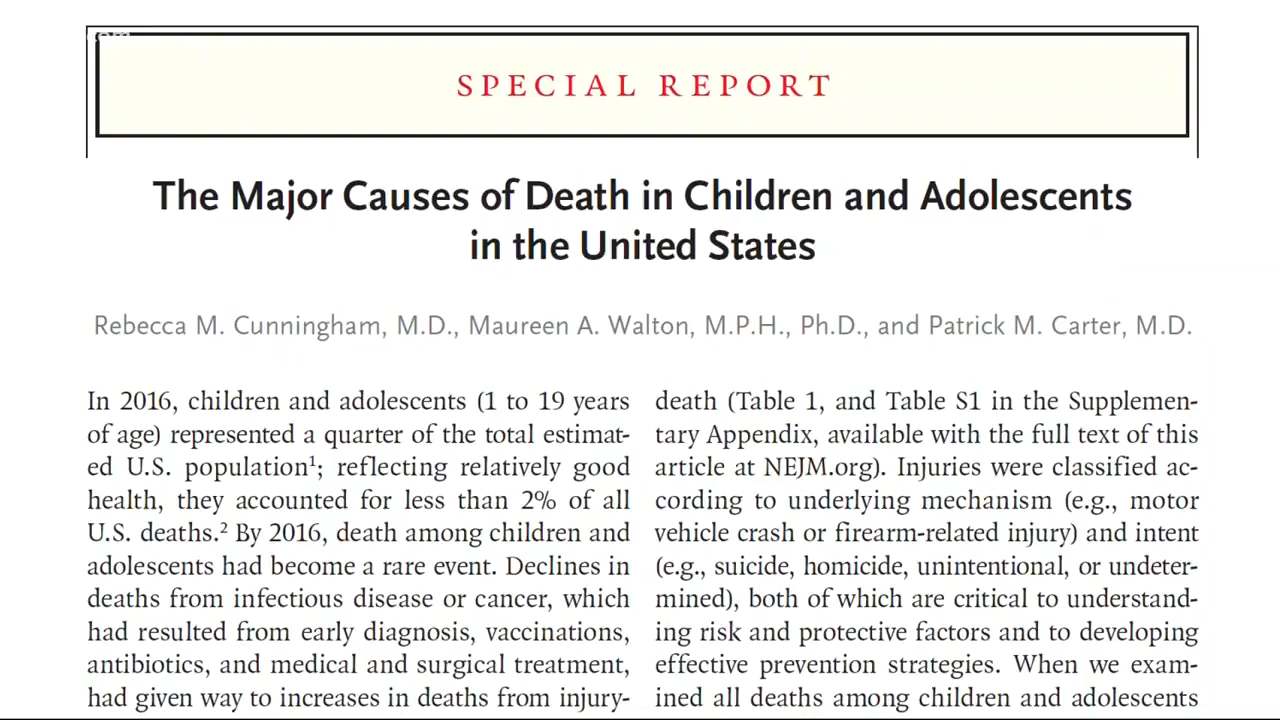 com
SPECIAL REPORT
The Major Causes of Death in Children and Adolescents
in the United States
Rebecca M. Cunningham, M.D., Maureen A. Walton, M.P.H., Ph.D., and Patrick M. Carter, M.D.
In 2016, children and adolescents (1 to 19 years
of age) represented a quarter of the total estimat-
ed U.S. population¹; reflecting relatively good
health, they accounted for less than 2% of all
U.S. deaths.² By 2016, death among children and
adolescents had become a rare event. Declines in
deaths from infectious disease or cancer, which
had resulted from early diagnosis, vaccinations,
antibiotics, and medical and surgical treatment,
had given way to increases in deaths from injury-
death (Table 1, and Table S1 in the Supplemen-
tary Appendix, available with the full text of this
article at NEJM.org). Injuries were classified ac-
cording to underlying mechanism (e.g., motor
vehicle crash or firearm-related injury) and intent
(e.g., suicide, homicide, unintentional, or undeter-
mined), both of which are critical to understand-
ing risk and protective factors and to developing
effective prevention strategies. When we exam-
ined all deaths among children and adolescents